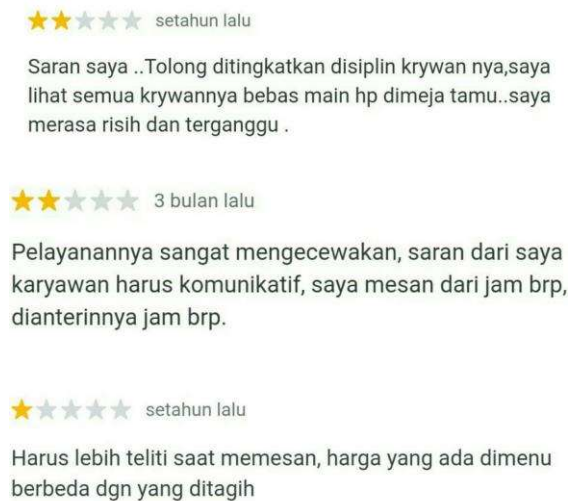 setahun lalu
Saran saya ..Tolong ditingkatkan disiplin krywan nya,saya
lihat semua krywannya bebas main hp dimeja tamu..saya
merasa risih dan terganggu .
3 bulan lalu
Pelayanannya sangat mengecewakan, saran dari saya
karyawan harus komunikatif, saya mesan dari jam brp,
dianterinnya jam brp.
setahun lalu
Harus lebih teliti saat memesan, harga yang ada dimenu
berbeda dgn yang ditagih